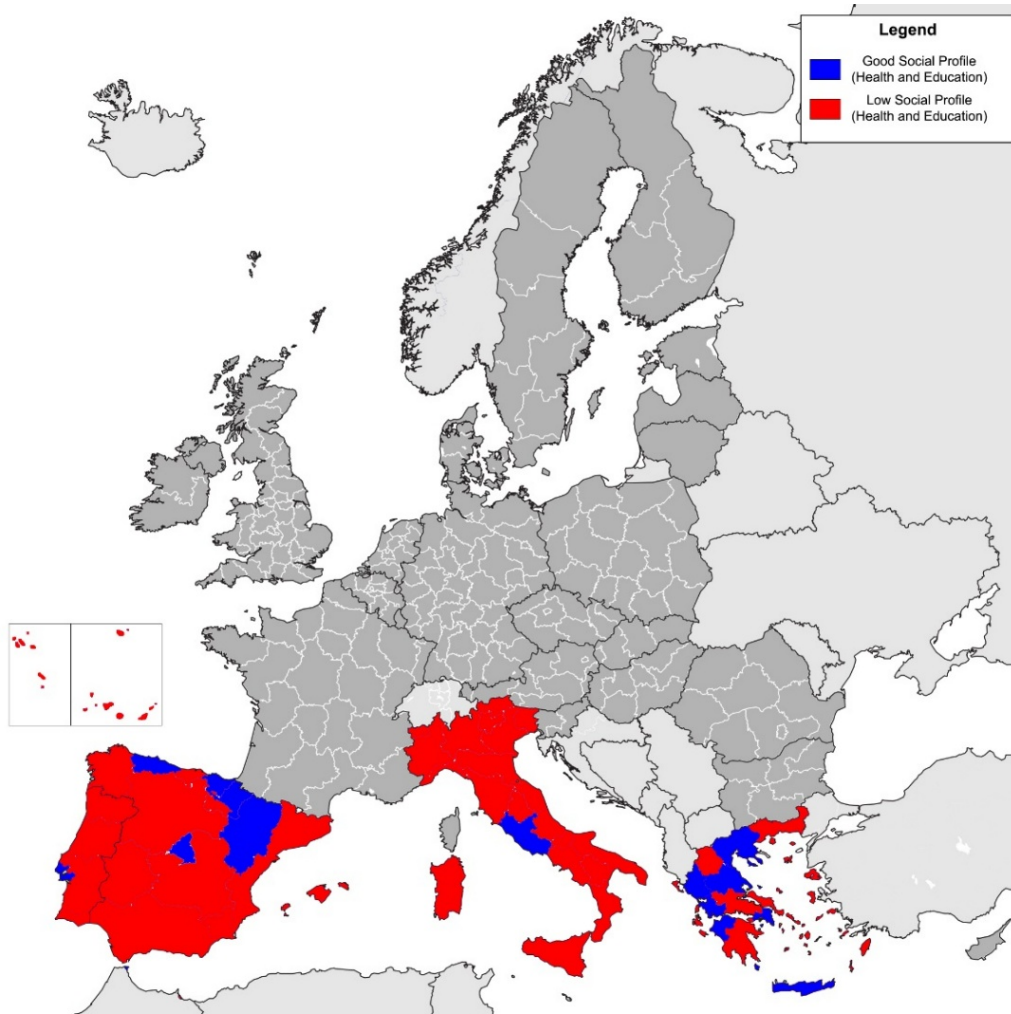 Legend
Good Social Profile
(Health and Education)
Low Social Profile
(Health and Education)